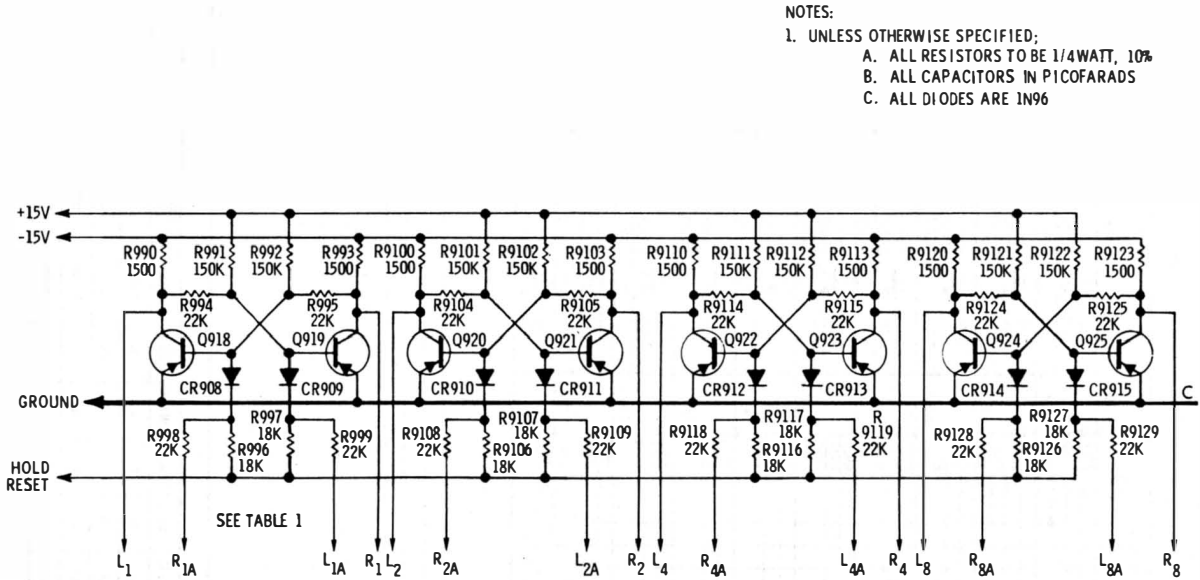 NOTES:
1. UNLESS OTHERWISE SPECIFIED;
A. ALL RESISTORS TO BE 1/4WATT, 10%
B. ALL CAPACITORS IN PICOFARADS
C. ALL DIODES ARE 1N96
+15V
-15V
R990 1500
R991 150K
R992 150K
R993 1500
R9100 1500
R9101 150K
R9102 150K
R9103 1500
R9110 1500
R9111 150K
R9112 150K
R9113 1500
R9120 1500
R9121 150K
R9122 150K
R9123 1500
R994 22K
R995 22K
R9104 22K
R9105 22K
R9114 22K
R9115 22K
R9124 22K
R9125 22K
Q918
Q919
Q920
Q921
Q922
Q923
Q924
Q925
CR908
CR909
CR910
CR911
CR912
CR913
CR914
CR915
GROUND
C
R998 22K
R997 18K
R996 18K
R999 22K
R9108 22K
R9107 18K
R9106 18K
R9109 22K
R9118 22K
R9117 18K
R9116 18K
R 9119 22K
R9128 22K
R9127 18K
R9126 18K
R9129 22K
HOLD
RESET
SEE TABLE 1
L1
R1A
L1A
R1
L2
R2A
L2A
R2
L4
R4A
L4A
R4
L8
R8A
L8A
R8